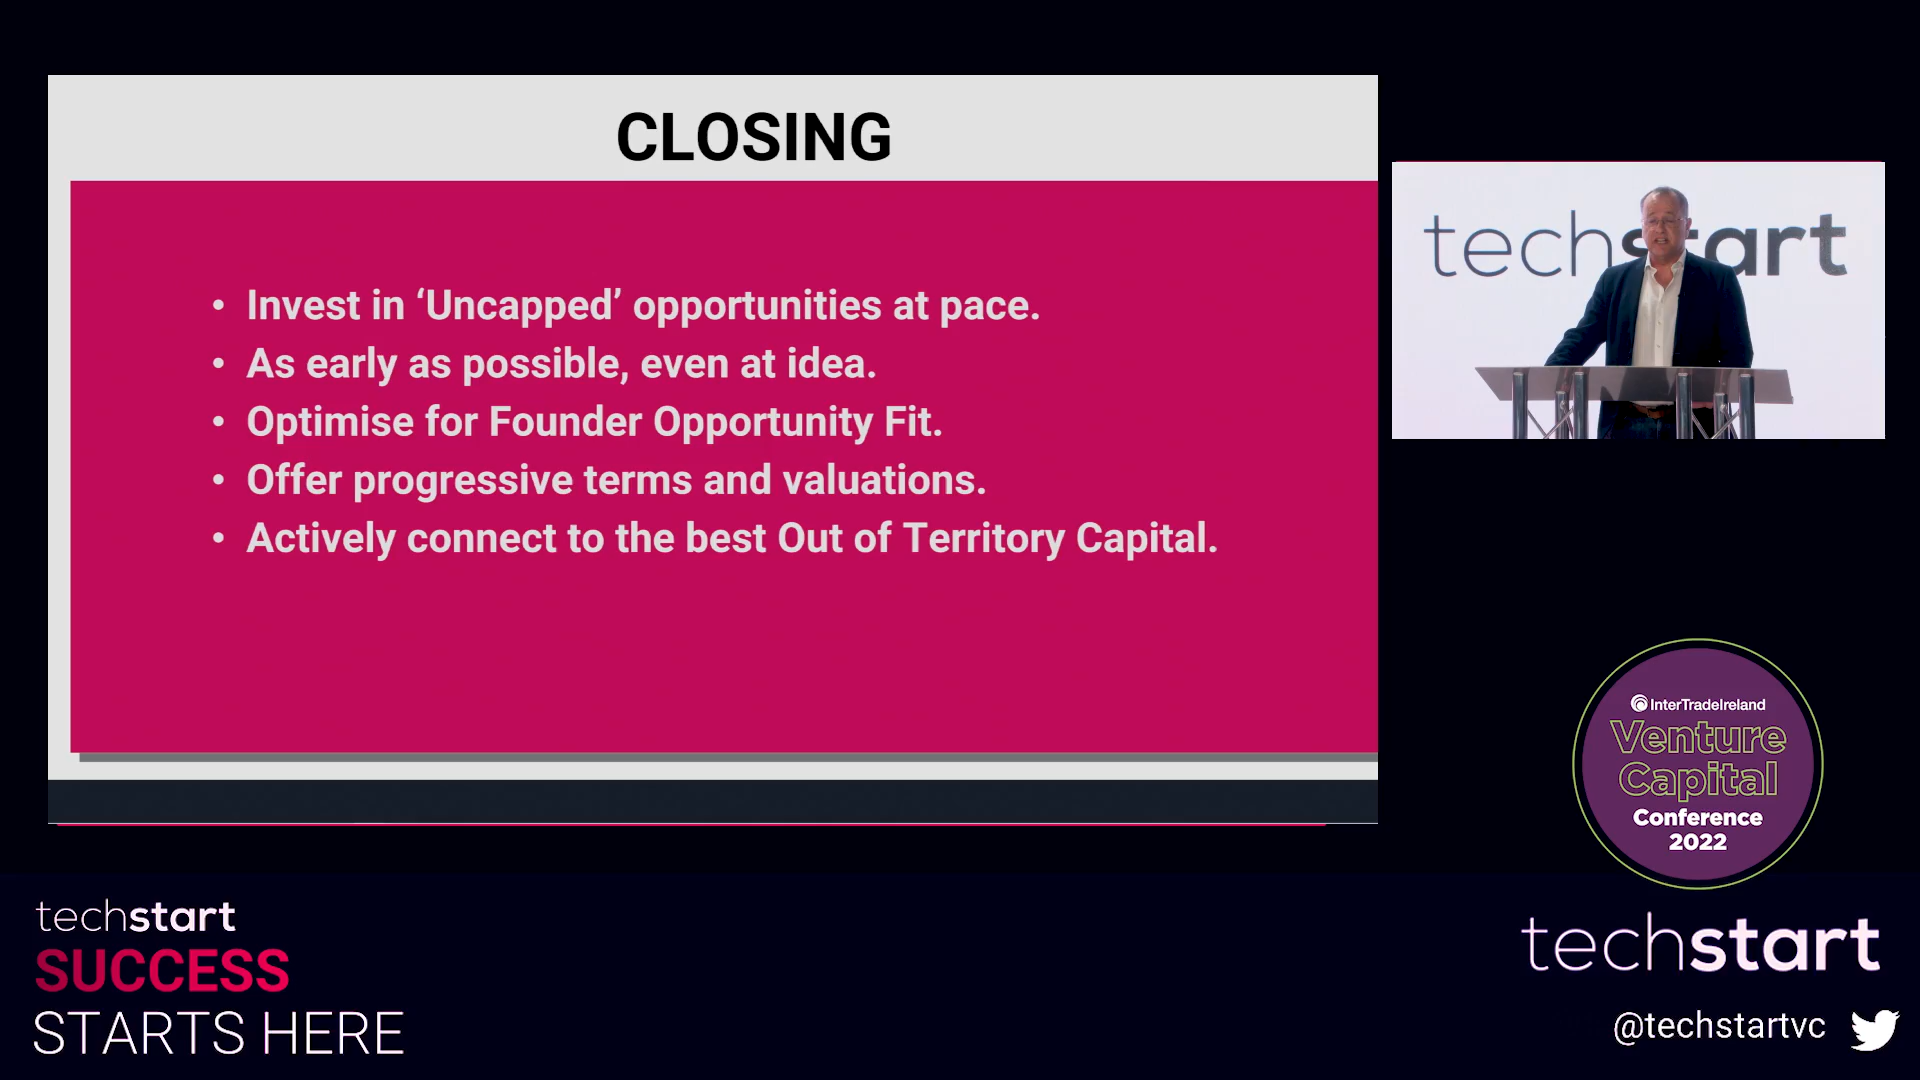 CLOSING
• Invest in ‘Uncapped’ opportunities at pace.
• As early as possible, even at idea.
• Optimise for Founder Opportunity Fit.
• Offer progressive terms and valuations.
• Actively connect to the best Out of Territory Capital.
techstart
InterTradeIreland
Venture
Capital
Conference
2022
techstart
SUCCESS
STARTS HERE
techstart
@techstartvc